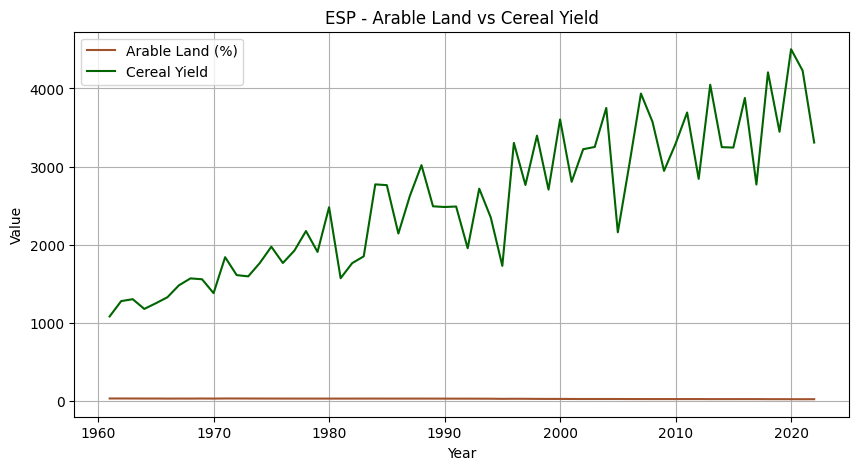 ESP - Arable Land vs Cereal Yield
Arable Land (%)
Cereal Yield
Value
4000
3000
2000
1000
0
1960
1970
1980
1990
2000
2010
2020
Year